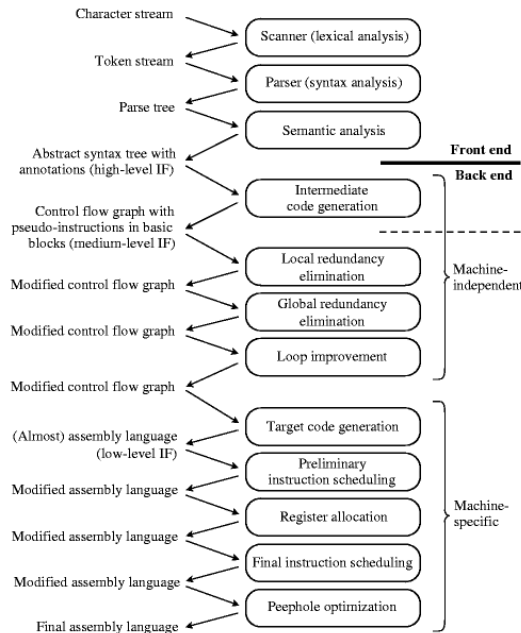 Character stream
Scanner (lexical analysis)
Token stream
Parser (syntax analysis)
Parse tree
Semantic analysis
Front end
Abstract syntax tree with
annotations (high-level IF)
Back end
Intermediate
code generation
Control flow graph with
pseudo-instructions in basic
blocks (medium-level IF)
Local redundancy
elimination
Machine-
independent
Modified control flow graph
Global redundancy
elimination
Modified control flow graph
Loop improvement
Modified control flow graph
Target code generation
(Almost) assembly language
(low-level IF)
Preliminary
instruction scheduling
Modified assembly language
Register allocation
Machine-
specific
Modified assembly language
Final instruction scheduling
Modified assembly language
Peephole optimization
Final assembly language